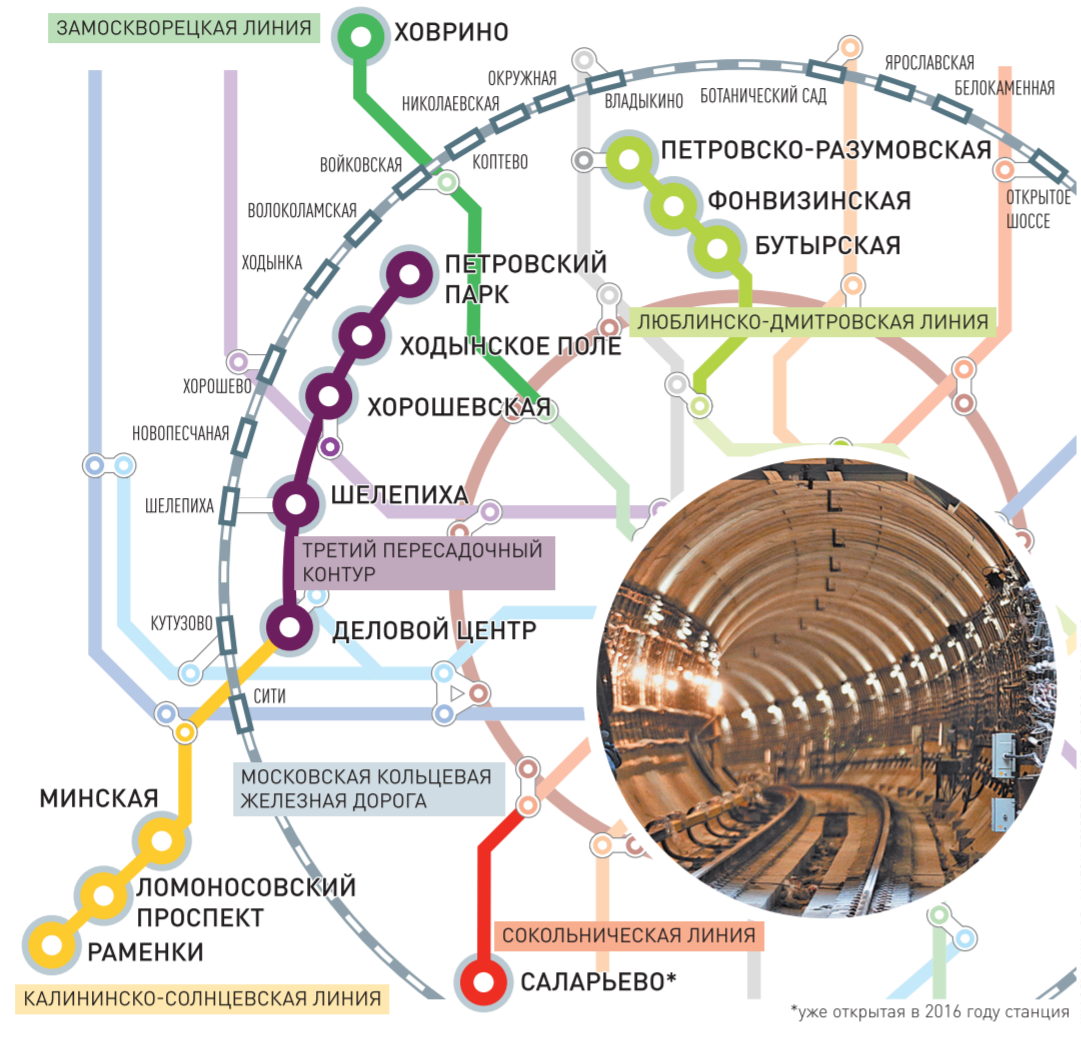 ЗАМОСКВОРЕЦКАЯ ЛИНИЯ
ХОВРИНО
ОКРУЖНАЯ
ЯРОСЛАВСКАЯ
НИКОЛАЕВСКАЯ
ВЛАДЫКИНО
БОТАНИЧЕСКИЙ САД
БЕЛОКАМЕННАЯ
ВОЙКОВСКАЯ
КОПТЕВО
ПЕТРОВСКО-РАЗУМОВСКАЯ
ОТКРЫТОЕ
ШОССЕ
ВОЛОКОЛАМСКАЯ
ФОНВИЗИНСКАЯ
БУТЫРСКАЯ
ХОДЫНКА
ПЕТРОВСКИЙ
ПАРК
ЛЮБЛИНСКО-ДМИТРОВСКАЯ ЛИНИЯ
ХОДЫНСКОЕ ПОЛЕ
ХОРОШЕВО
ХОРОШЕВСКАЯ
НОВОПЕСЧАНАЯ
ШЕЛЕПИХА
ШЕЛЕПИХА
ТРЕТИЙ ПЕРЕСАДОЧНЫЙ
КОНТУР
КУТУЗОВО
ДЕЛОВОЙ ЦЕНТР
СИТИ
МОСКОВСКАЯ КОЛЬЦЕВАЯ
ЖЕЛЕЗНАЯ ДОРОГА
МИНСКАЯ
ЛОМОНОСОВСКИЙ
ПРОСПЕКТ
РАМЕНКИ
СОКОЛЬНИЧЕСКАЯ ЛИНИЯ
САЛАРЬЕВО*
КАЛИНИНСКО-СОЛНЦЕВСКАЯ ЛИНИЯ
*уже открытая в 2016 году станция